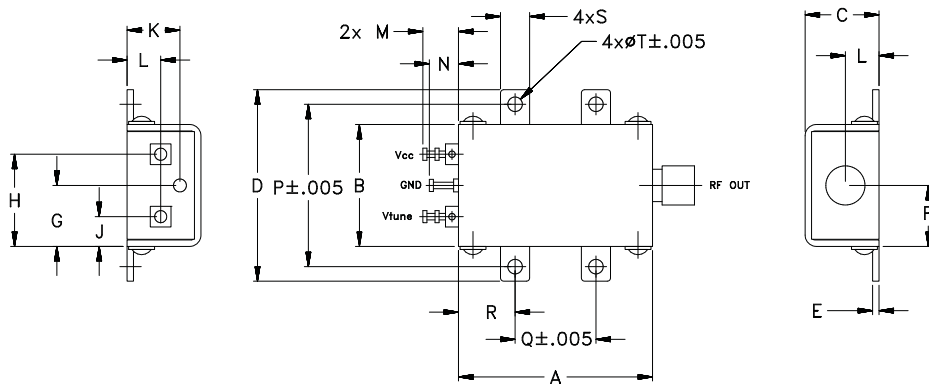 K
L
H
G
J
2x M
N
4xS
4xøT±.005
D
P±.005
B
Vcc
GND
Vtune
RF OUT
R
Q±.005
A
C
L
F
E